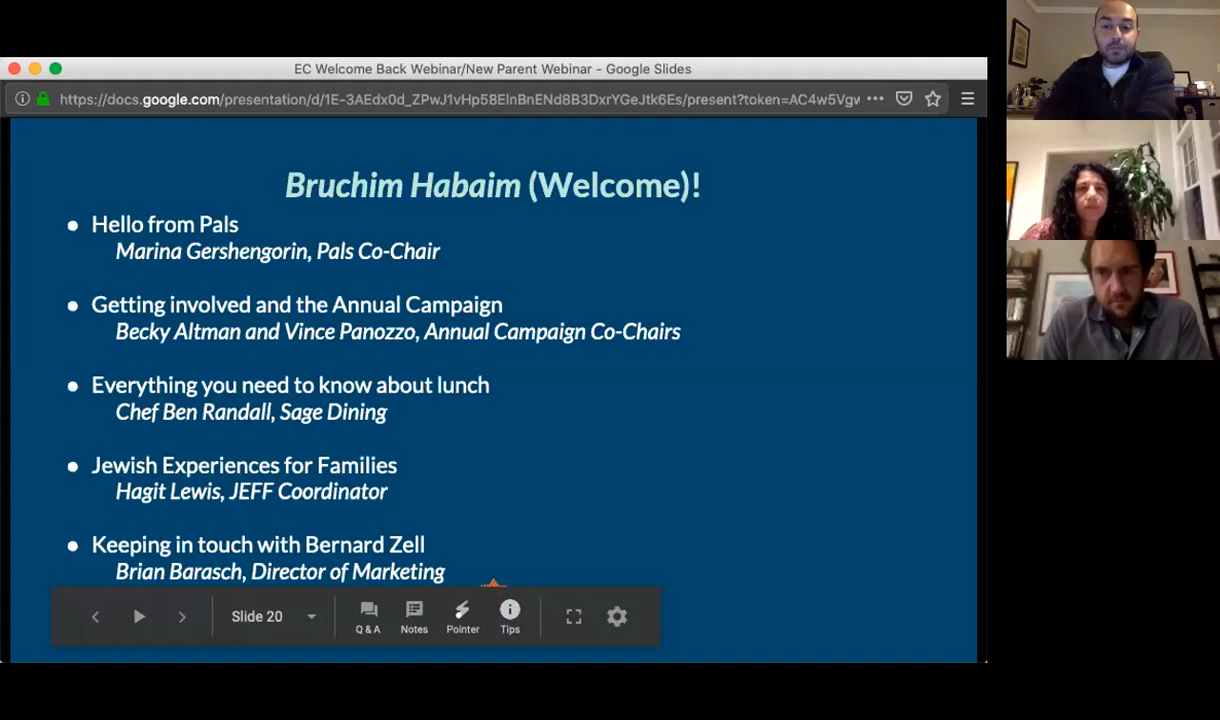 EC Welcome Back Webinar/New Parent Webinar - Google Slides
https://docs.google.com/presentation/d/1E-3AEdx0d_ZPwJ1vHp58ElnBnENd8B3DxrYGeJtk6Es/present?token=AC4w5Vgw
Bruchim Habaim (Welcome)!
● Hello from Pals
Marina Gershengorin, Pals Co-Chair
● Getting involved and the Annual Campaign
Becky Altman and Vince Panozzo, Annual Campaign Co-Chairs
● Everything you need to know about lunch
Chef Ben Randall, Sage Dining
● Jewish Experiences for Families
Hagit Lewis, JEFF Coordinator
● Keeping in touch with Bernard Zell
Brian Barasch, Director of Marketing
Slide 20
Q & A Notes Pointer Tips